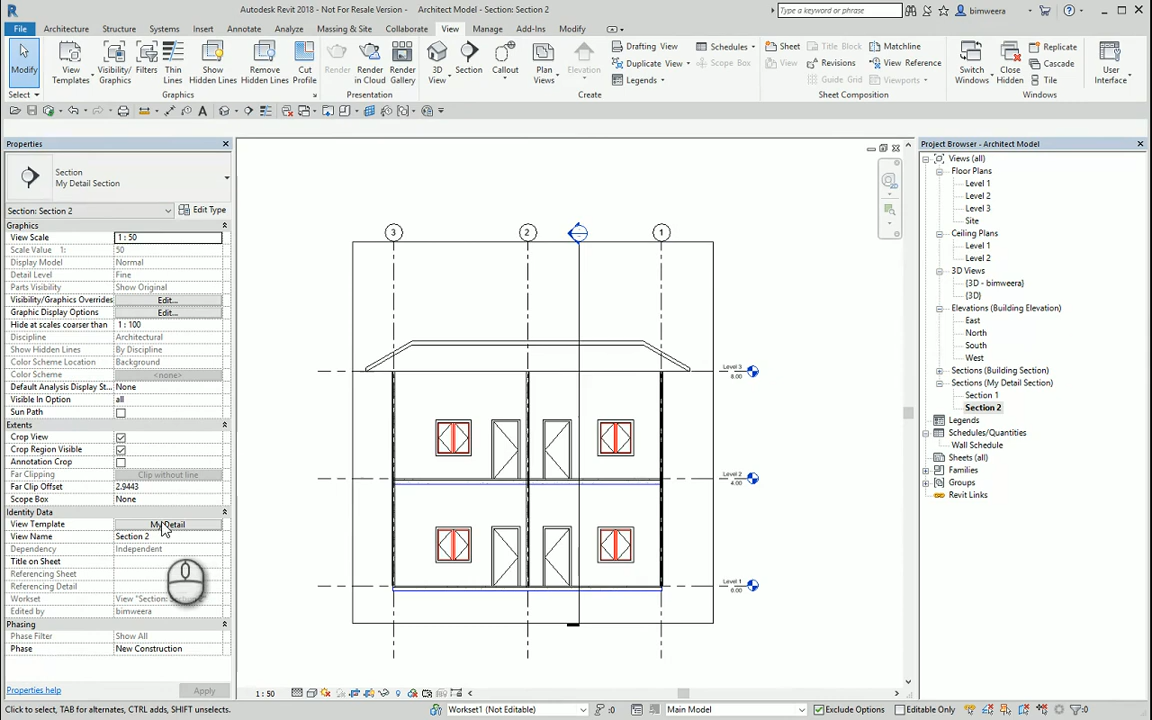 Autodesk Revit 2018 - Not For Resale Version - Architect Model - Section: Section 2
Type a keyword or phrase
bimweera
File Architecture Structure Systems Insert Annotate Analyze Massing & Site Collaborate View Manage Add-Ins Modify
Modify
View Templates
Visibility/ Graphics
Filters
Thin Lines
Show Hidden Lines
Remove Hidden Lines
Cut Profile
Render
Render in Cloud
Render Gallery
3D View
Section
Callout
Plan Views
Elevation
Drafting View
Duplicate View
Legends
Schedules
Scope Box
Sheet
View
Title Block
Revisions
Guide Grid
Matchline
View Reference
Viewports
Switch Windows
Close Hidden
Replicate
Cascade
Tile
User Interface
Select
Graphics
Presentation
Create
Sheet Composition
Windows
Properties
Section
My Detail Section
Section: Section 2
Edit Type
Graphics
View Scale 1 : 50
Scale Value 1: 50
Display Model Normal
Detail Level Fine
Parts Visibility Show Original
Visibility/Graphics Overrides Edit...
Graphic Display Options Edit...
Hide at scales coarser than 1 : 100
Discipline Architectural
Show Hidden Lines By Discipline
Color Scheme Location Background
Color Scheme <none>
Default Analysis Display St... None
Visible In Option all
Sun Path
Extents
Crop View
Crop Region Visible
Annotation Crop
Far Clipping Clip without line
Far Clip Offset 2.9443
Scope Box None
Identity Data
View Template My Detail
View Name Section 2
Dependency Independent
Title on Sheet
Referencing Sheet
Referencing Detail
Workset
Edited by bimweera
Phasing
Phase Filter Show All
Phase New Construction
Properties help
Apply
3
2
1
Level 3
8.00
Level 2
4.00
Level 1
0.00
Project Browser - Architect Model
Views (all)
Floor Plans
Level 1
Level 2
Level 3
Site
Ceiling Plans
Level 1
Level 2
3D Views
{3D - bimweera}
{3D}
Elevations (Building Elevation)
East
North
South
West
Sections (Building Section)
Sections (My Detail Section)
Section 1
Section 2
Legends
Schedules/Quantities
Wall Schedule
Sheets (all)
Families
Groups
Revit Links
1 : 50
Click to select, TAB for alternates, CTRL adds, SHIFT unselects.
Workset1 (Not Editable)
:0
Main Model
Exclude Options
Editable Only
:0